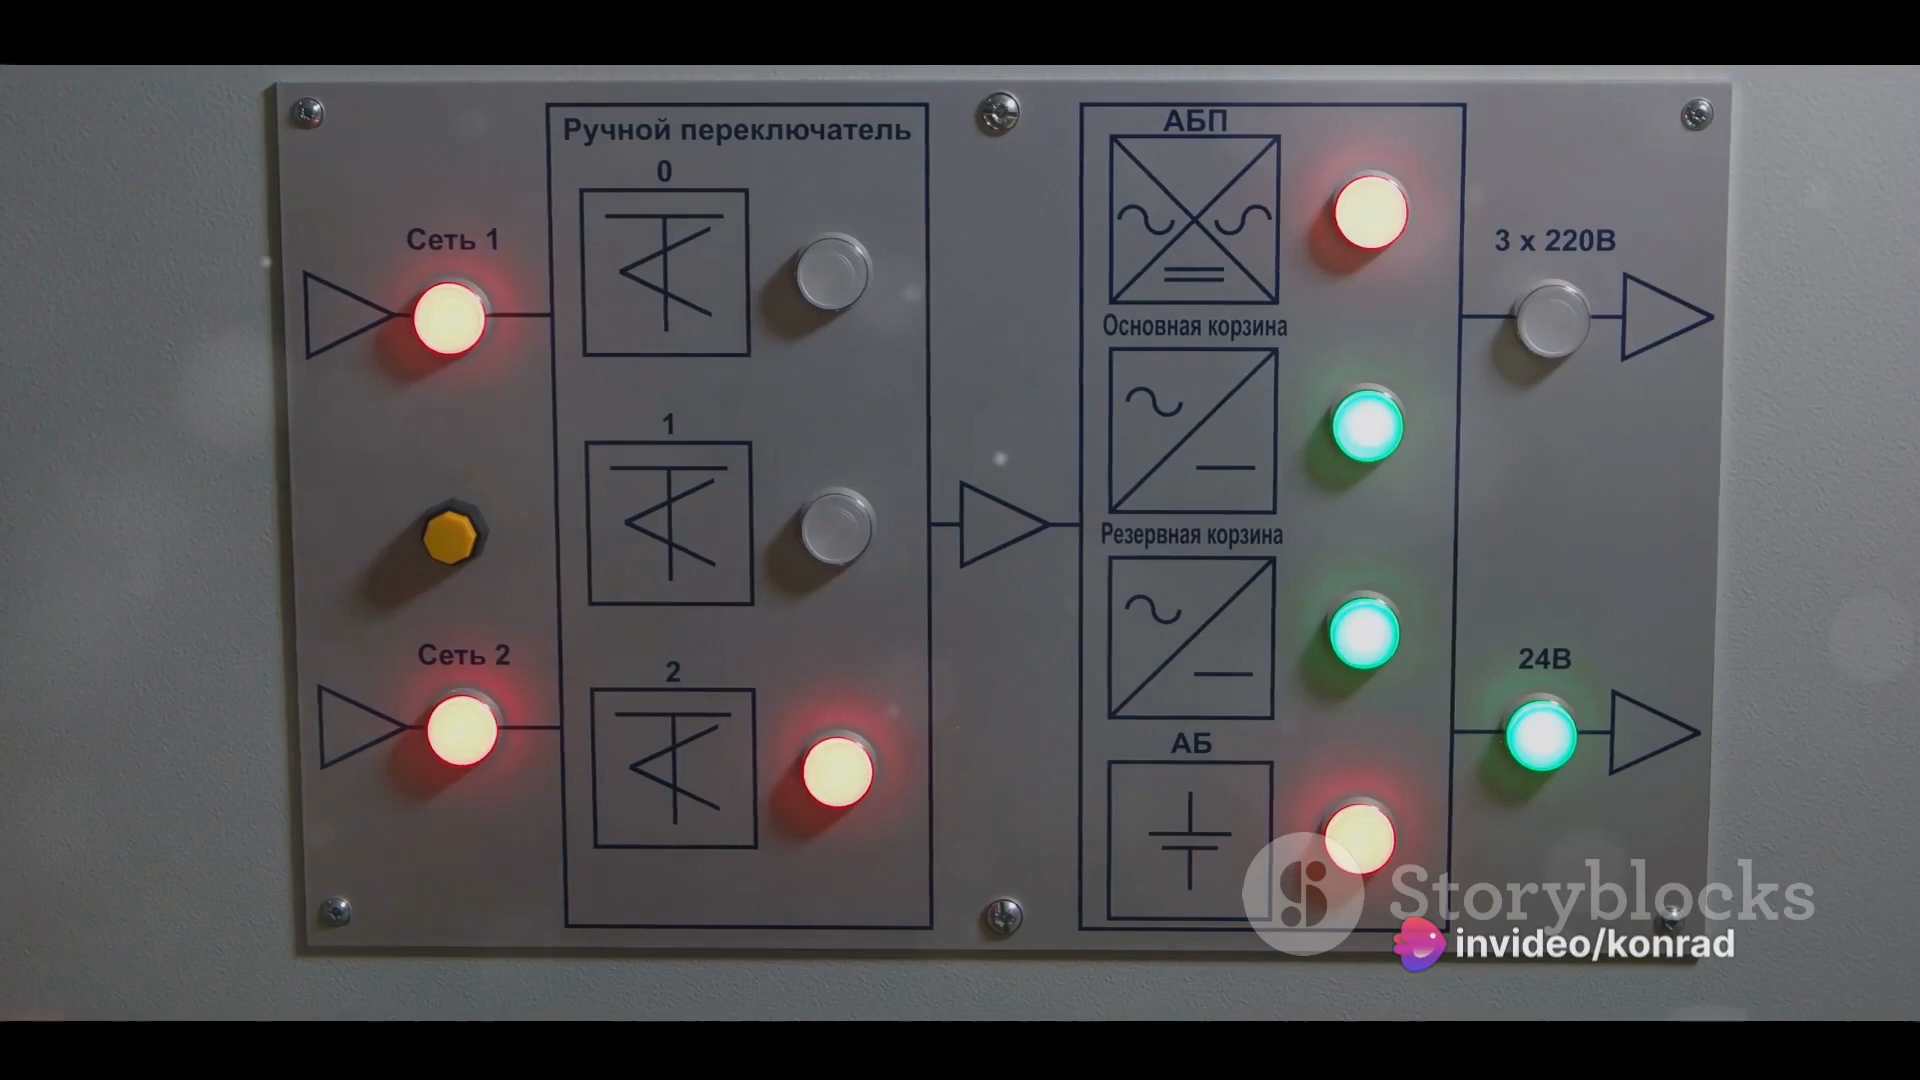 Ручной переключатель
0
Сеть 1
1
Сеть 2
2
АБП
3 x 220В
Основная корзина
Резервная корзина
24В
АБ
Storyblocks
invideo/konrad